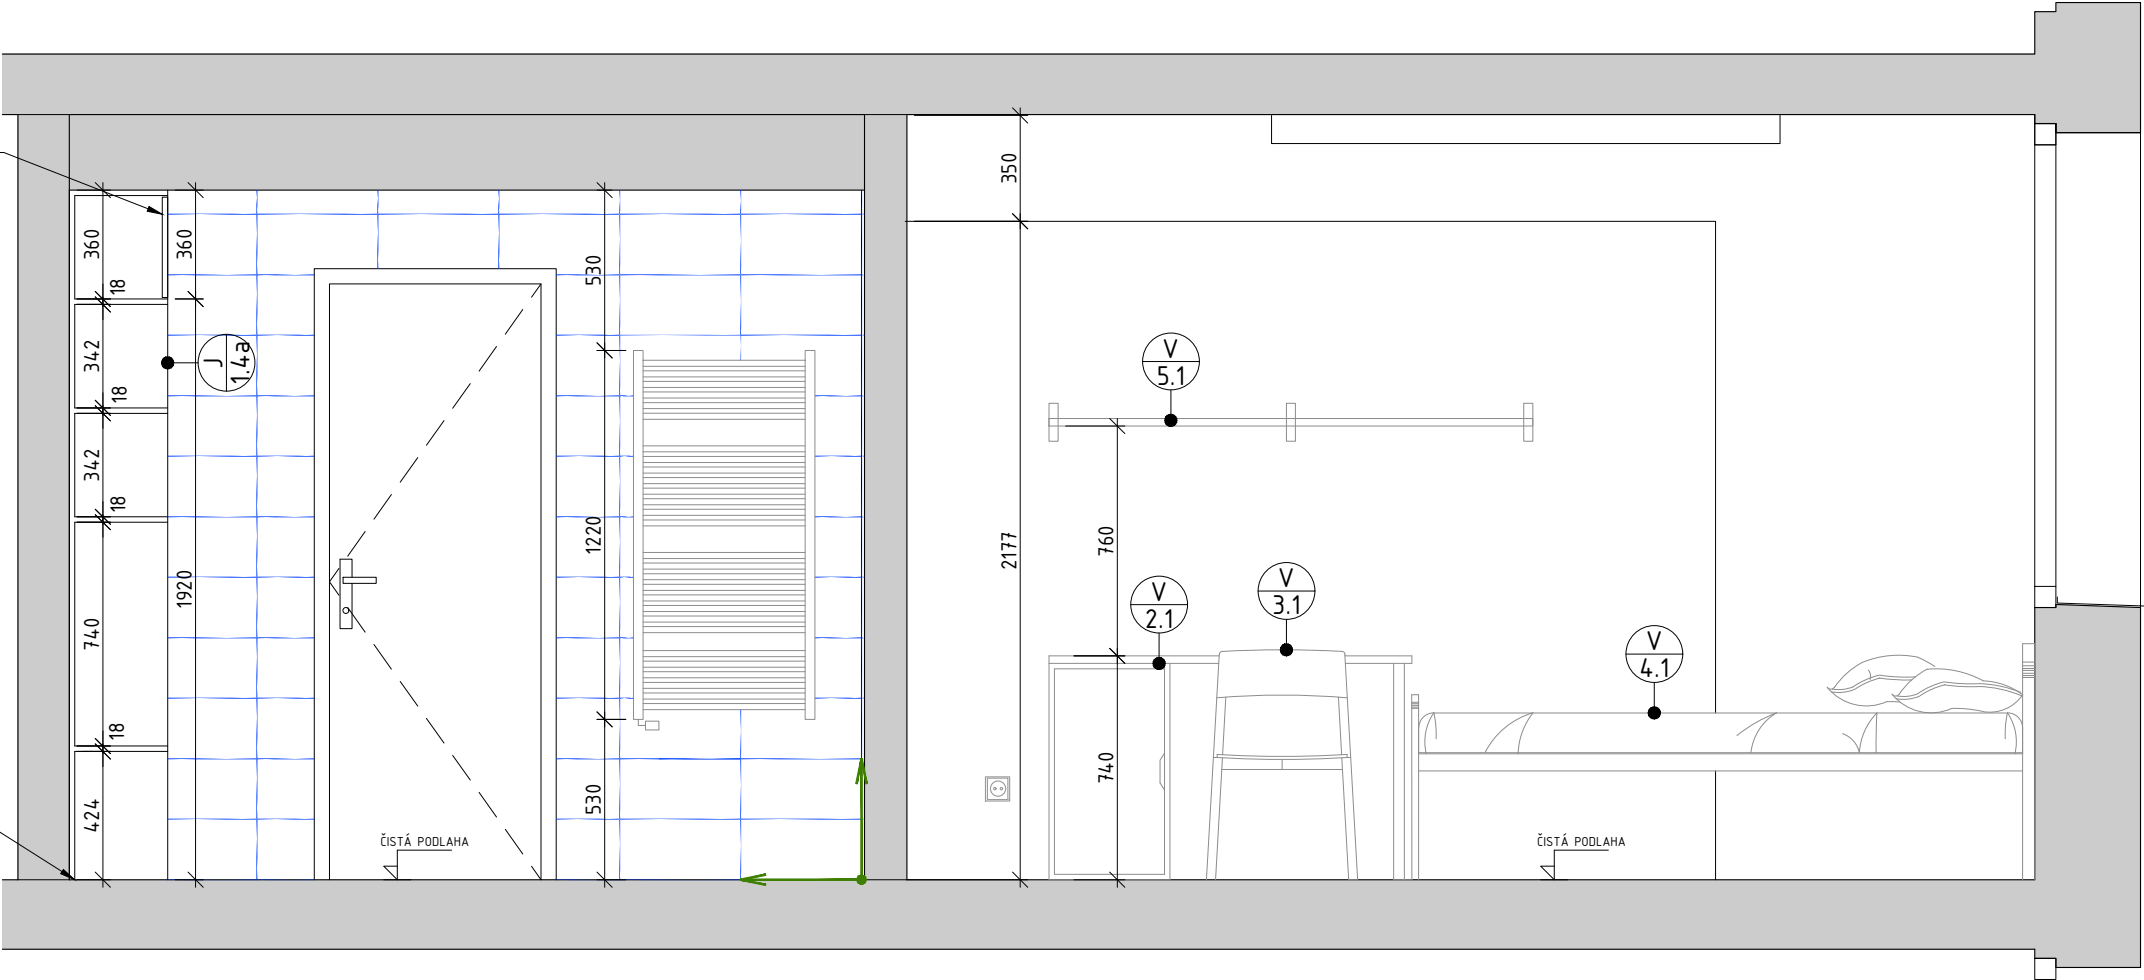 360
18
342
18
342
18
740
18
424
360
1920
J
1.4a
530
1220
530
ČISTÁ PODLAHA
350
2177
760
740
V
5.1
V
2.1
V
3.1
V
4.1
ČISTÁ PODLAHA